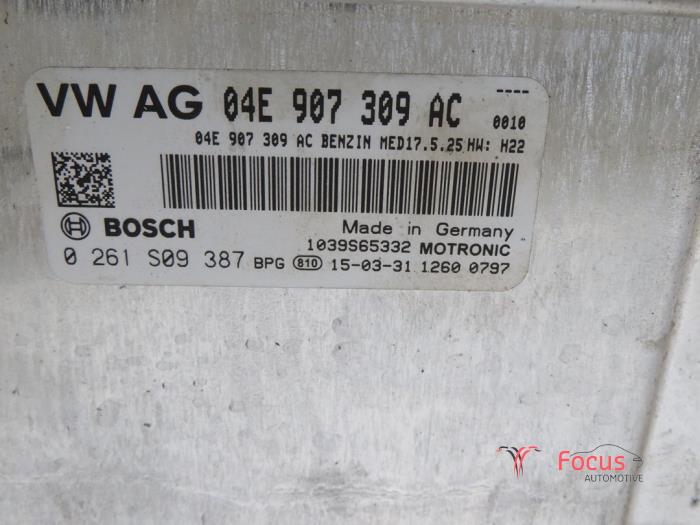 VW AG 04E 907 309 AC ---- 0010
04E 907 309 AC BENZIN MED17.5.25 HW: H22
BOSCH Made in Germany
1039S65332 MOTRONIC
0 261 S09 387 BPG 810 15-03-31 1260 0797
Focus
AUTOMOTIVE